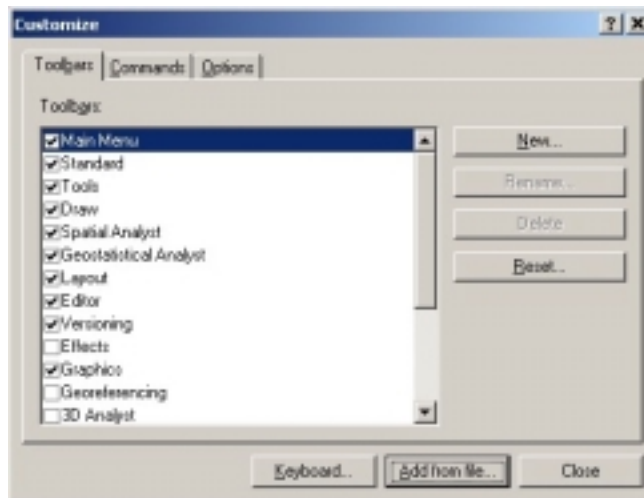 Customize
Toolbars Commands Options
Toolbars:
Main Menu
Standard
Tools
Draw
Spatial Analyst
Geostatistical Analyst
Layout
Editor
Versioning
Effects
Graphics
Georeferencing
3D Analyst
New...
Rename...
Delete
Reset...
Keyboard... Add from file... Close